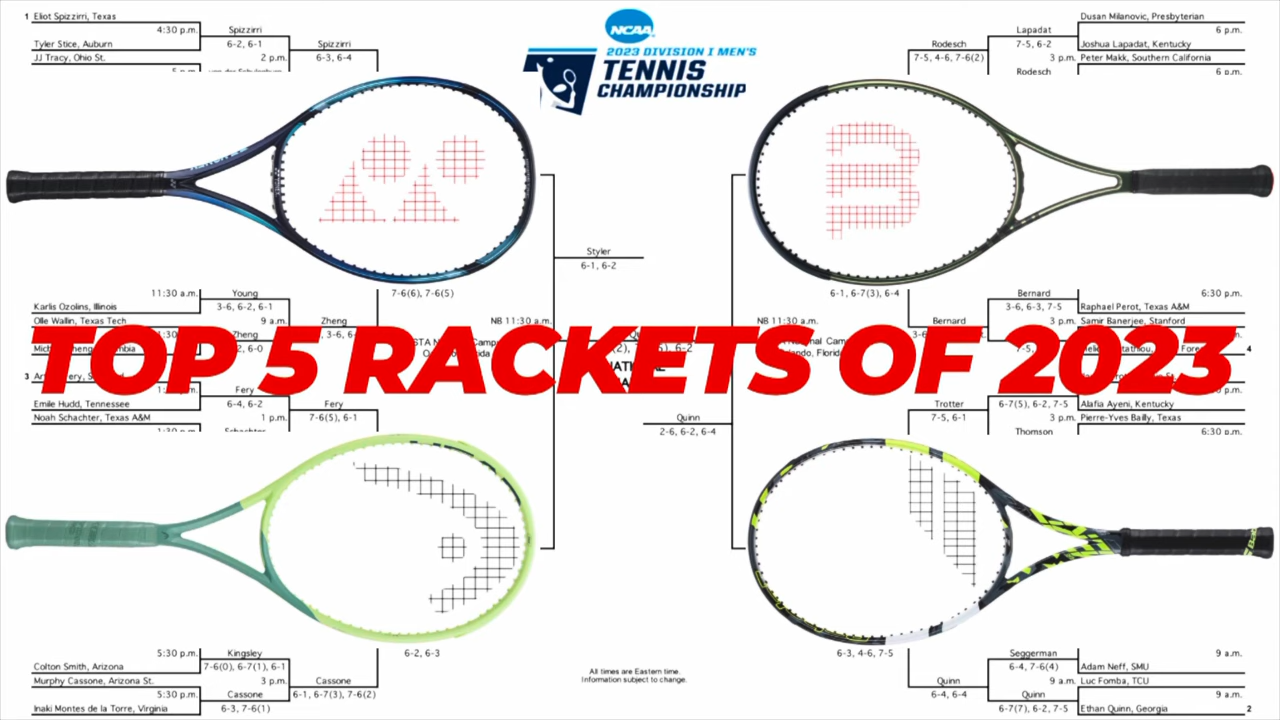 1 Eliot Spizzirri, Texas
4:30 p.m.
Spizzirri
Tyler Stice, Auburn
6-2, 6-1
Spizzirri
JJ Tracy, Ohio St.
2 p.m.
6-3, 6-4
NCAA
2023 DIVISION I MEN'S
TENNIS
CHAMPIONSHIP
Dusan Milanovic, Presbyterian
Lapadat
6 p.m.
Rodesch
7-5, 6-2
Joshua Lapadat, Kentucky
7-5, 4-6, 7-6(2)
3 p.m.
Peter Makk, Southern California
Rodesch
6 p.m.
Styler
6-1, 6-2
11:30 a.m.
Young
7-6(6), 7-6(5)
Karlis Ozolins, Illinois
3-6, 6-2, 6-1
Olle Wallin, Texas Tech
9 a.m.
Zheng
NB 11:30 a.m.
Zheng
6-1, 6-7(3), 6-4
Bernard
6:30 p.m.
3-6, 6-3, 7-5
Raphael Perot, Texas A&M
NB 11:30 a.m.
Bernard
3 p.m.
Samir Banerjee, Stanford
4
TOP 5 RACKETS OF 2023
3
Fery
Emile Hudd, Tennessee
6-4, 6-2
Fery
Noah Schachter, Texas A&M
1 p.m.
7-6(5), 6-1
Quinn
2-6, 6-2, 6-4
Trotter
6-7(5), 6-2, 7-5
Alafia Ayeni, Kentucky
7-5, 6-1
3 p.m.
Pierre-Yves Bailly, Texas
Thomson
6:30 p.m.
5:30 p.m.
Kingsley
6-2, 6-3
Colton Smith, Arizona
7-6(0), 6-7(1), 6-1
Murphy Cassone, Arizona St.
3 p.m.
Cassone
5:30 p.m.
Cassone
6-1, 6-7(3), 7-6(2)
Inaki Montes de la Torre, Virginia
6-3, 7-6(1)
All times are Eastern time.
Information subject to change.
6-3, 4-6, 7-5
Seggerman
9 a.m.
6-4, 7-6(4)
Adam Neff, SMU
Quinn
9 a.m.
Luc Fomba, TCU
6-4, 6-4
Quinn
9 a.m.
6-7(7), 6-2, 7-5
Ethan Quinn, Georgia
2